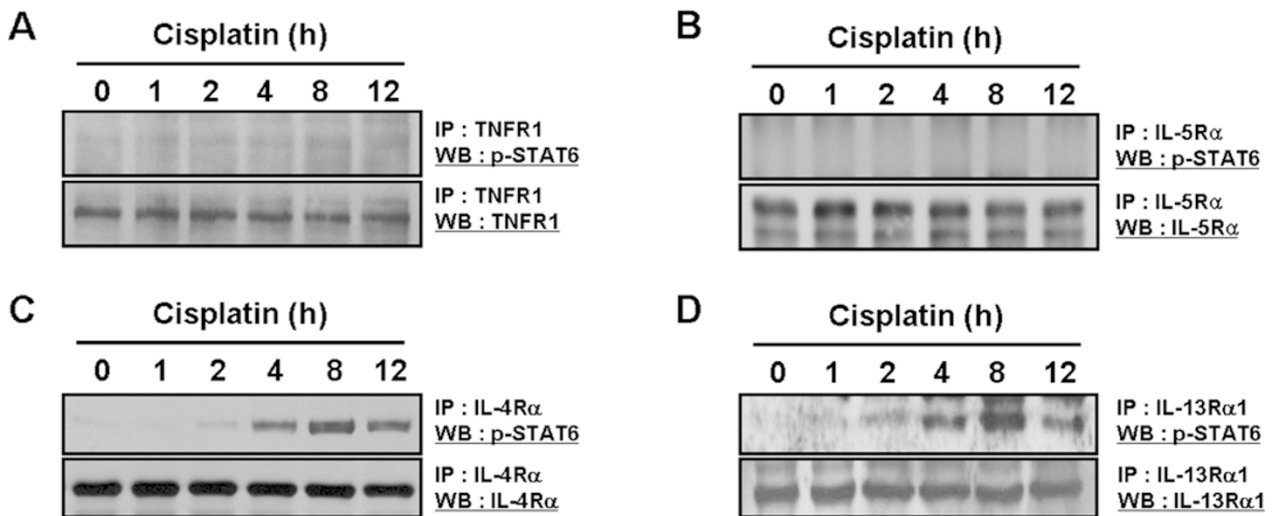 A
Cisplatin (h)
0 1 2 4 8 12
IP : TNFR1
WB : p-STAT6
IP : TNFR1
WB : TNFR1
B
Cisplatin (h)
0 1 2 4 8 12
IP : IL-5Rα
WB : p-STAT6
IP : IL-5Rα
WB : IL-5Rα
C
Cisplatin (h)
0 1 2 4 8 12
IP : IL-4Rα
WB : p-STAT6
IP : IL-4Rα
WB : IL-4Rα
D
Cisplatin (h)
0 1 2 4 8 12
IP : IL-13Rα1
WB : p-STAT6
IP : IL-13Rα1
WB : IL-13Rα1